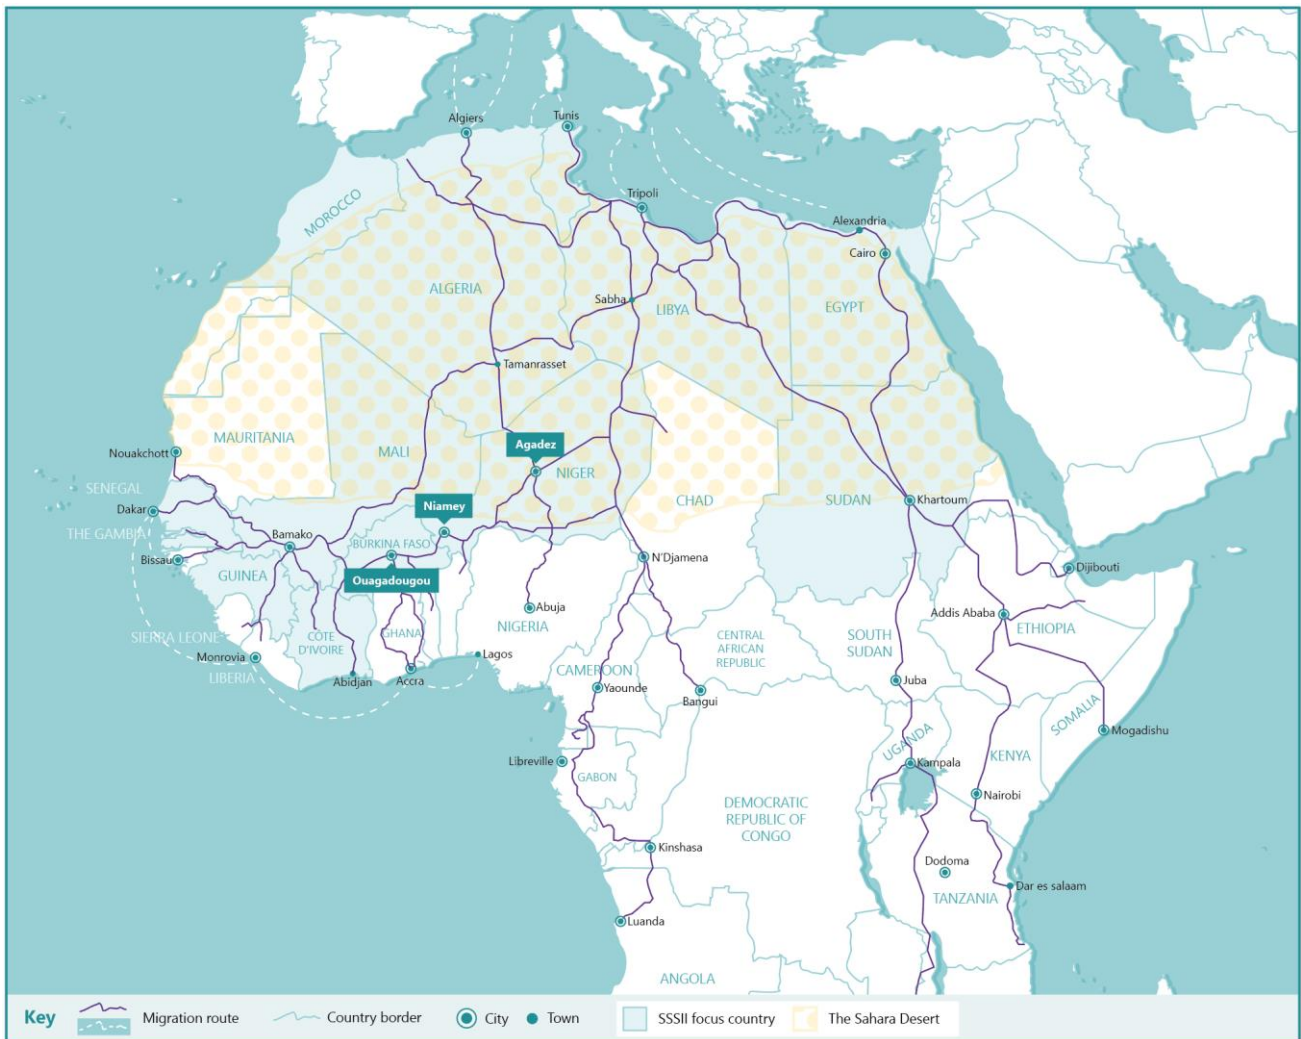 Algiers
Tunis
MOROCCO
Tripoli
Alexandria
Cairo
ALGERIA
Sabha
LIBYA
EGYPT
Tamanrasset
MAURITANIA
Agadez
Nouakchott
MALI
NIGER
SENEGAL
CHAD
SUDAN
Khartoum
Dakar
Niamey
THE GAMBIA
Bamako
BURKINA FASO
Bissau
N'Djamena
Djibouti
GUINEA
Ouagadougou
Abuja
NIGERIA
Addis Ababa
ETHIOPIA
SIERRA LEONE
CÔTE
D'IVOIRE
GHANA
CENTRAL
AFRICAN
REPUBLIC
SOUTH
SUDAN
Monrovia
LIBERIA
Lagos
CAMEROON
Abidjan
Accra
Yaounde
Bangui
Juba
SOMALIA
Mogadishu
UGANDA
Libreville
GABON
Kampala
KENYA
Nairobi
DEMOCRATIC
REPUBLIC OF
CONGO
Kinshasa
Dodoma
Dar es salaam
TANZANIA
Luanda
ANGOLA
Key
Migration route
Country border
City
Town
SSSII focus country
The Sahara Desert